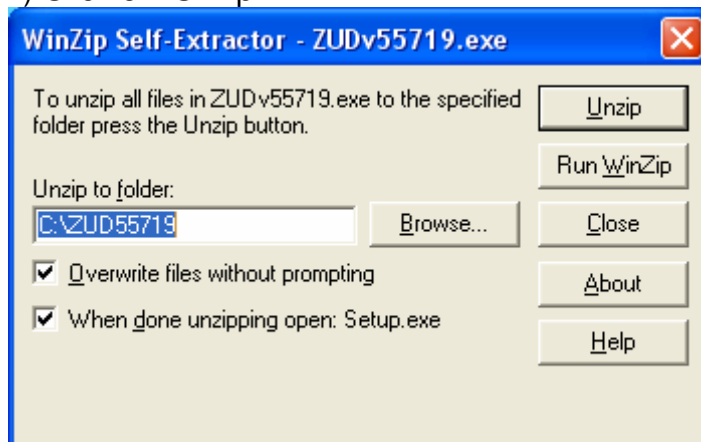 WinZip Self-Extractor - ZUDv55719.exe
To unzip all files in ZUDv55719.exe to the specified
folder press the Unzip button.
Unzip to folder:
C:\ZUD55719
Browse...
Overwrite files without prompting
When done unzipping open: Setup.exe
Unzip
Run WinZip
Close
About
Help